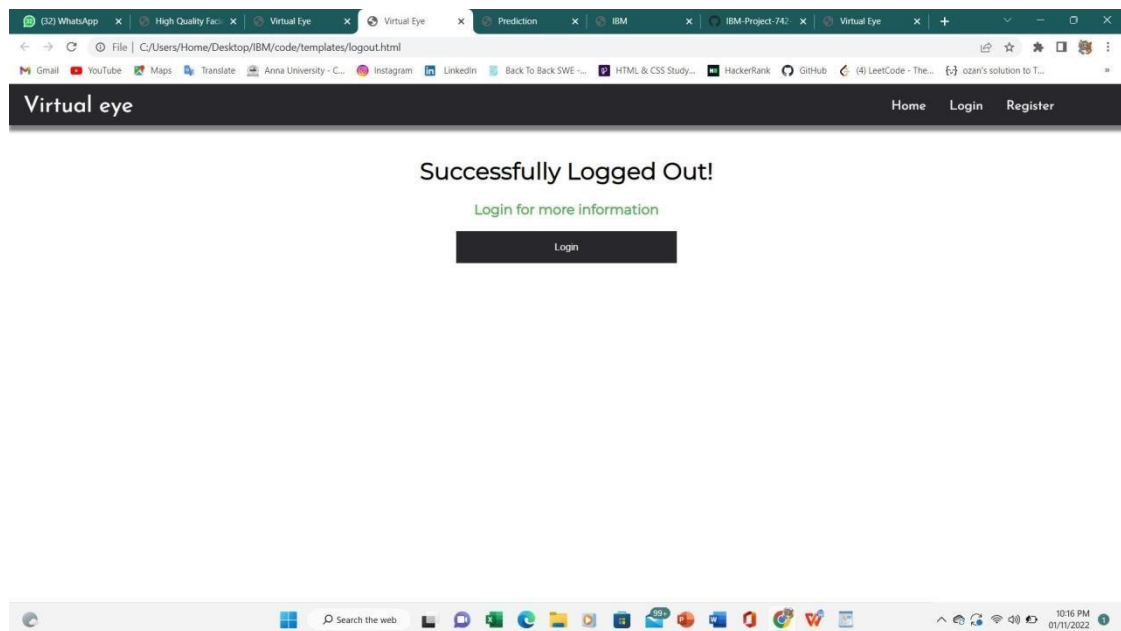 (32) WhatsApp High Quality Faci Virtual Eye Virtual Eye Prediction IBM IBM-Project-742 Virtual Eye
File | C:/Users/Home/Desktop/IBM/code/templates/logout.html
Gmail YouTube Maps Translate Anna University - C... Instagram LinkedIn Back To Back SWE -... HTML & CSS Study... HackerRank GitHub (4) LeetCode - The... ozan's solution to T... »
Virtual eye Home Login Register
Successfully Logged Out!
Login for more information
Login
Search the web 99+ 10:16 PM
01/11/2022 1